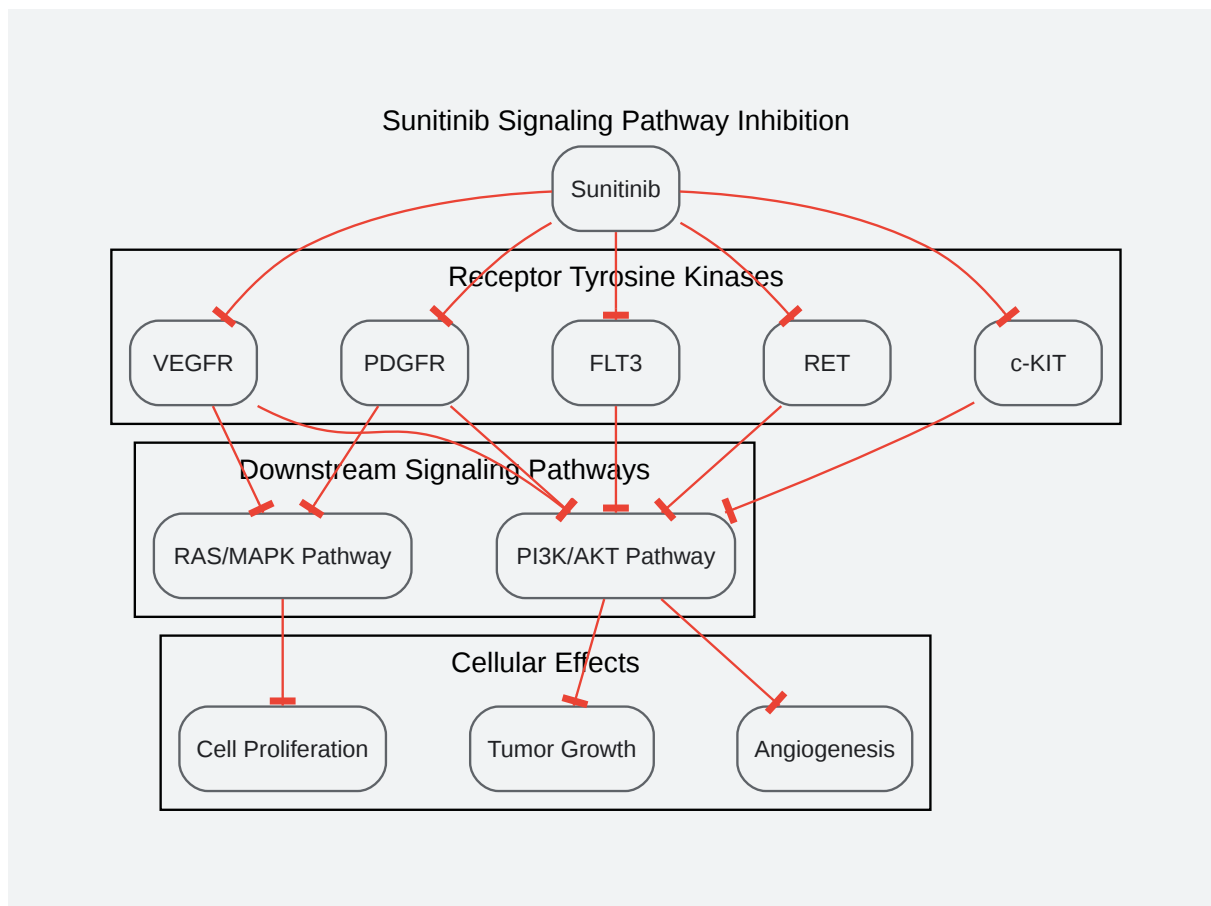 Sunitinib Signaling Pathway Inhibition
Sunitinib
Receptor Tyrosine Kinases
VEGFR
PDGFR
FLT3
RET
c-KIT
Downstream Signaling Pathways
RAS/MAPK Pathway
PI3K/AKT Pathway
Cellular Effects
Cell Proliferation
Tumor Growth
Angiogenesis